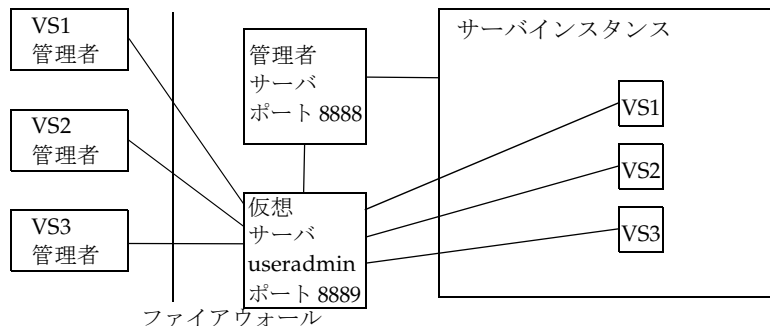 VS1
管理者
VS2
管理者
VS3
管理者
ファイアウォール
管理者
サーバ
ポート 8888
仮想
サーバ
useradmin
ポート 8889
サーバインスタンス
VS1
VS2
VS3